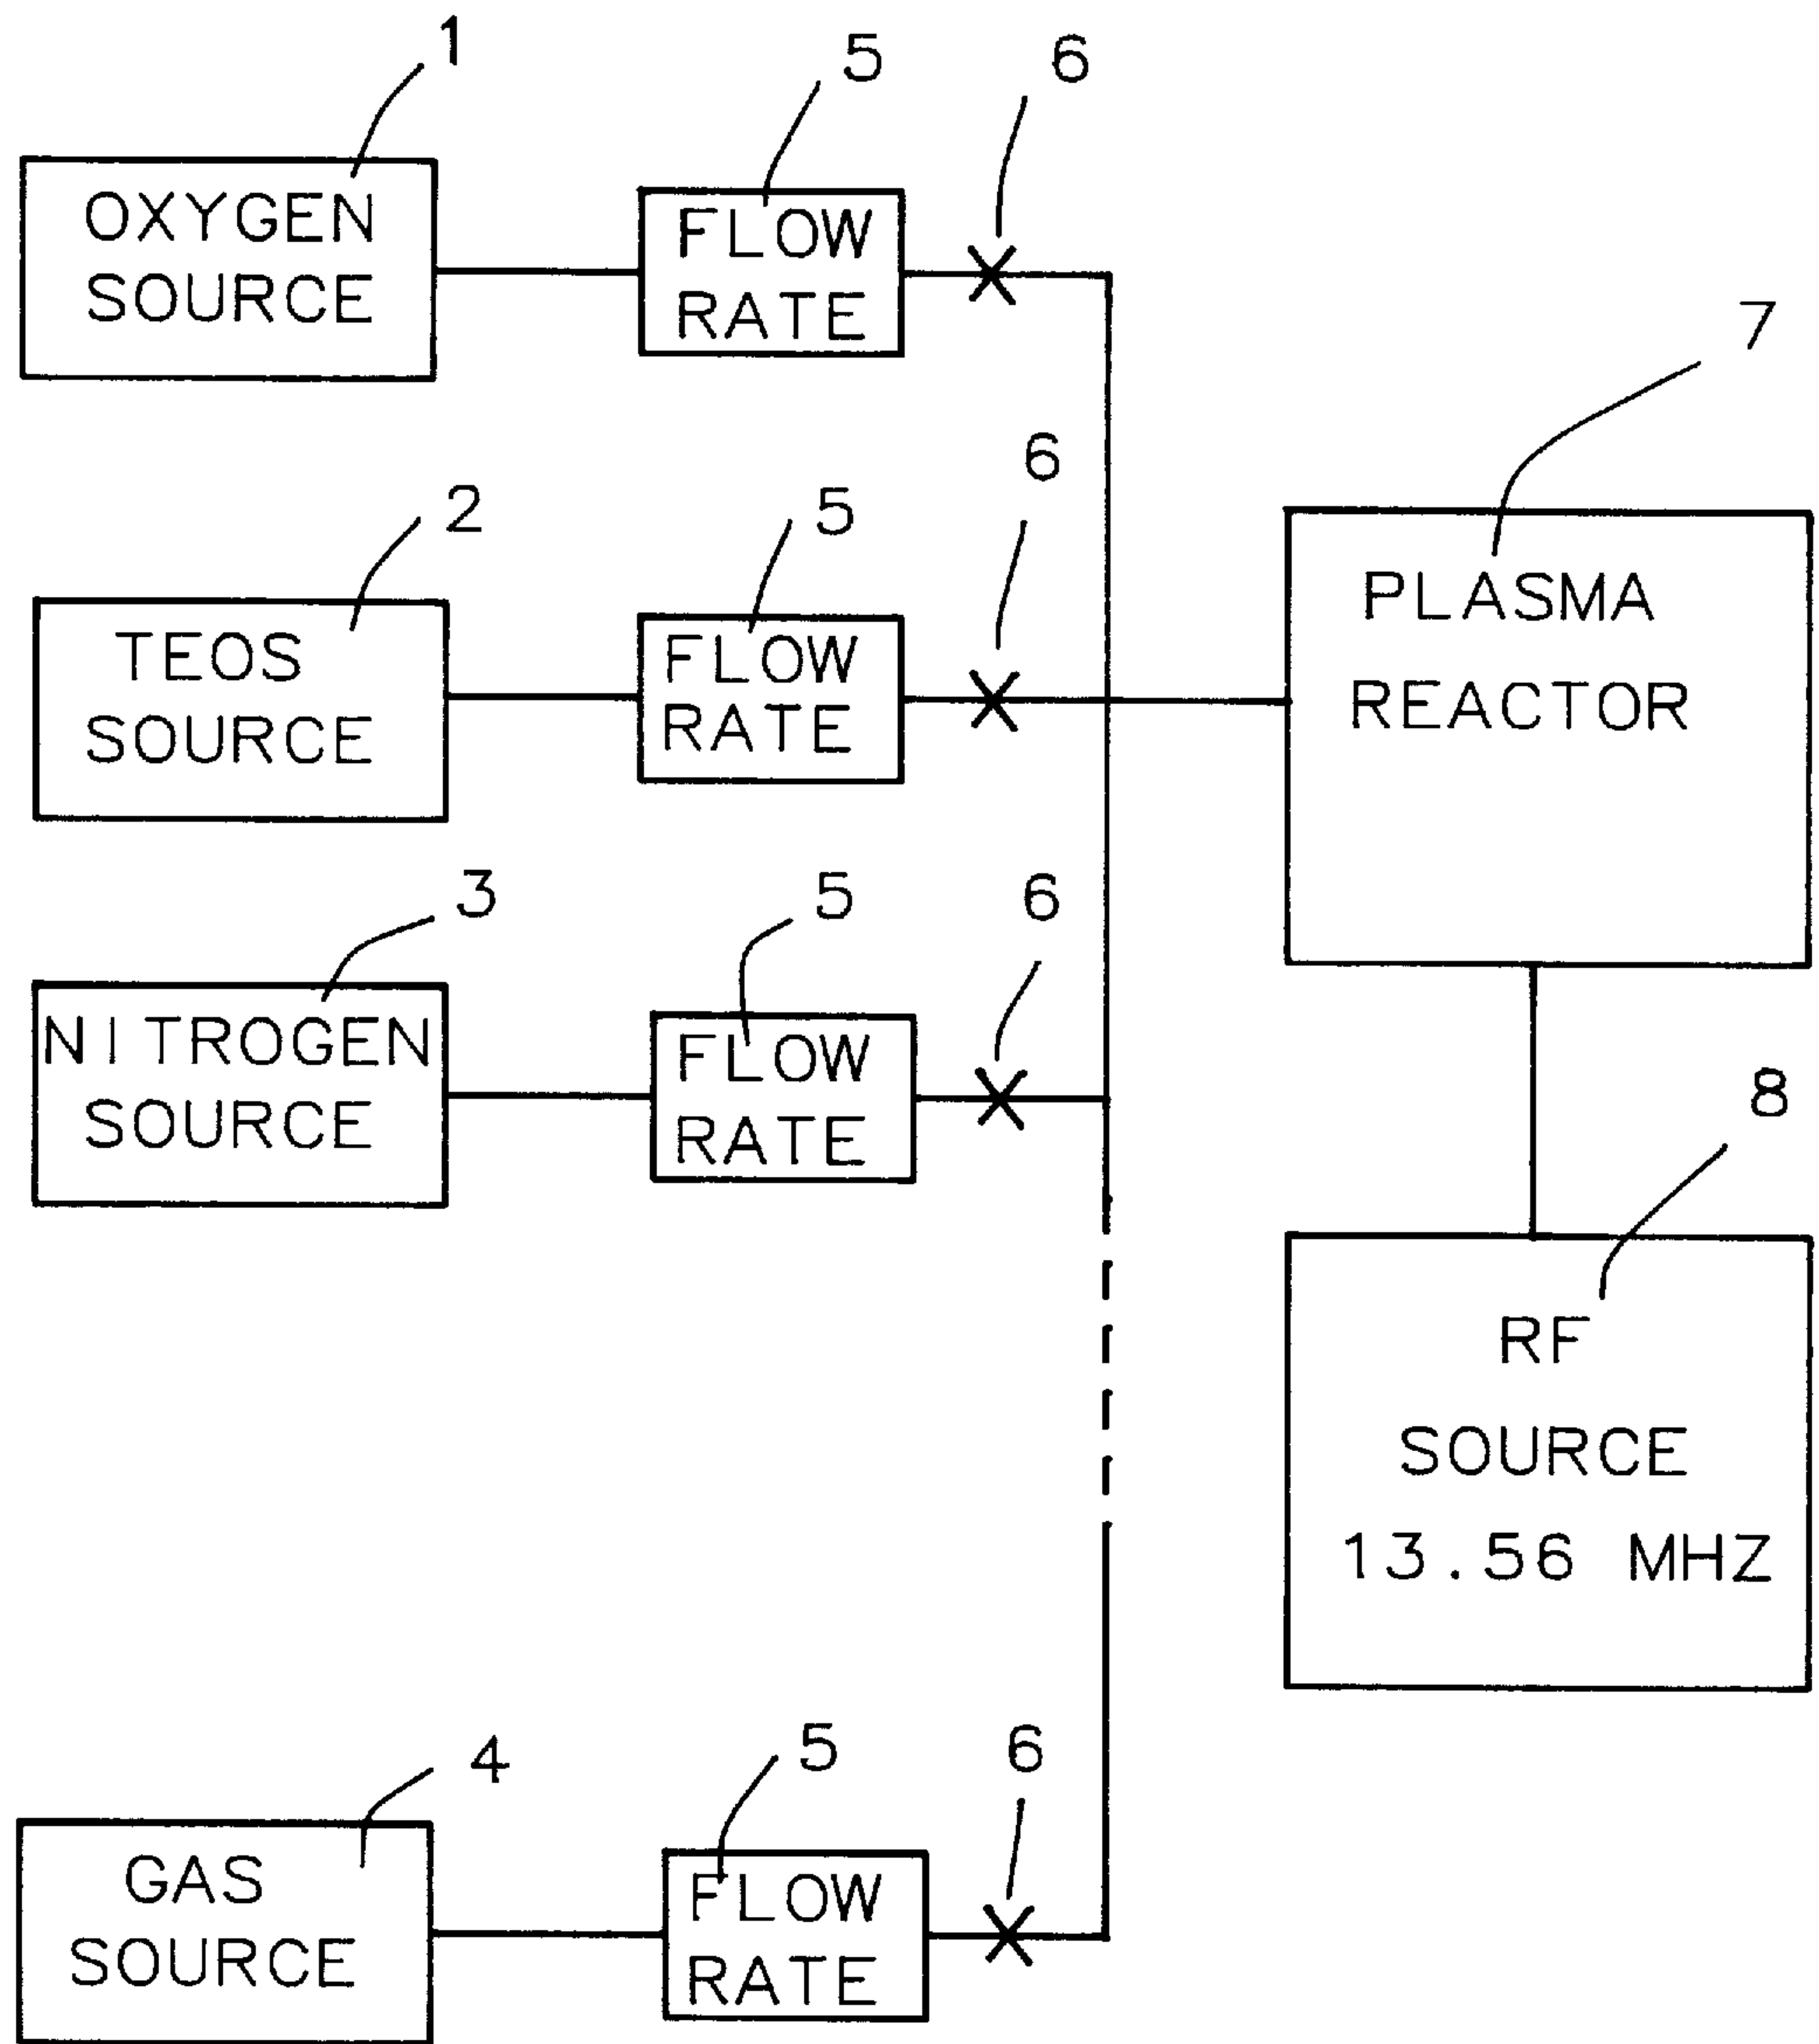 1
5
6
OXYGEN
SOURCE
FLOW
RATE
7
2
5
6
TEOS
SOURCE
FLOW
RATE
PLASMA
REACTOR
3
5
6
NITROGEN
SOURCE
FLOW
RATE
8
RF
SOURCE
13.56 MHZ
4
5
6
GAS
SOURCE
FLOW
RATE